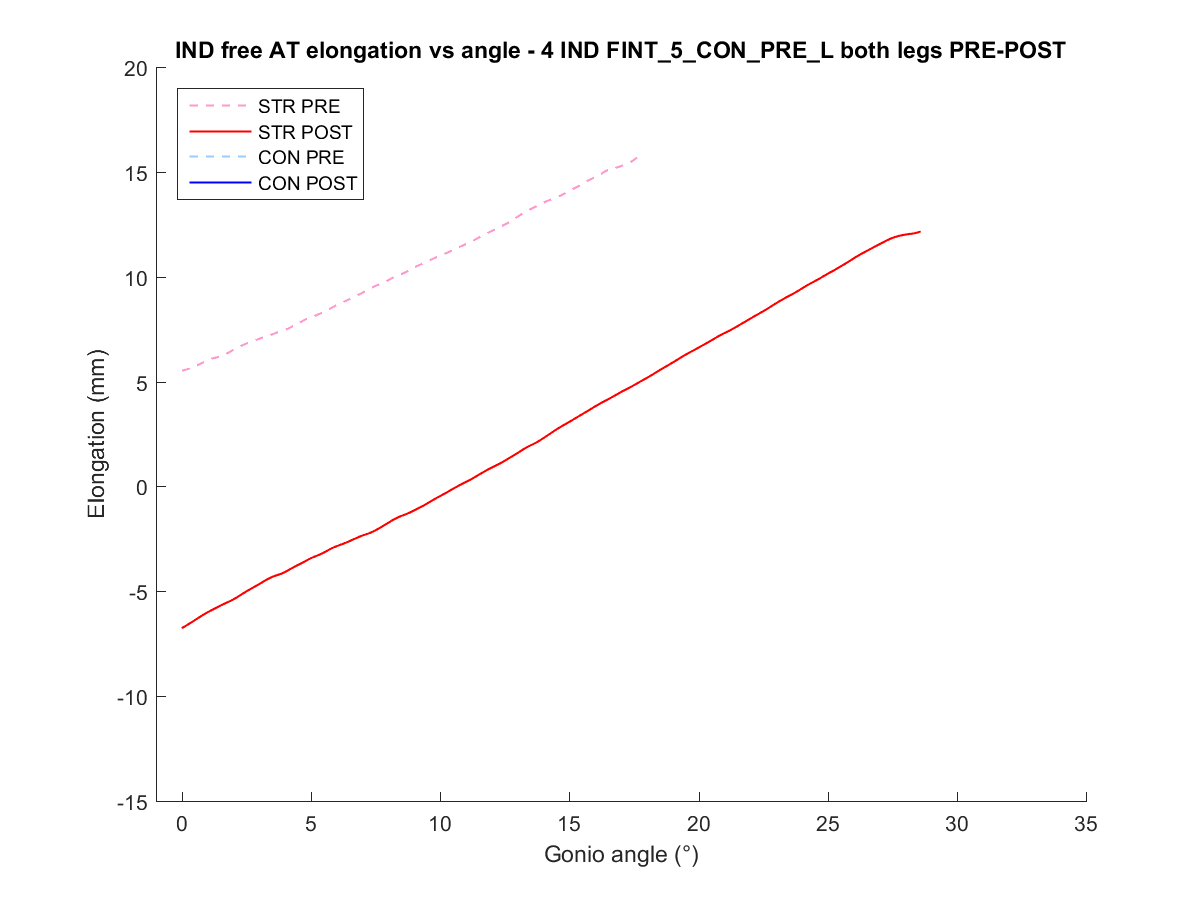 IND free AT elongation vs angle - 4 IND FINT_5_CON_PRE_L both legs PRE-POST
20
15
10
5
0
-5
-10
-15
Elongation (mm)
STR PRE
STR POST
CON PRE
CON POST
0 5 10 15 20 25 30 35
Gonio angle (°)